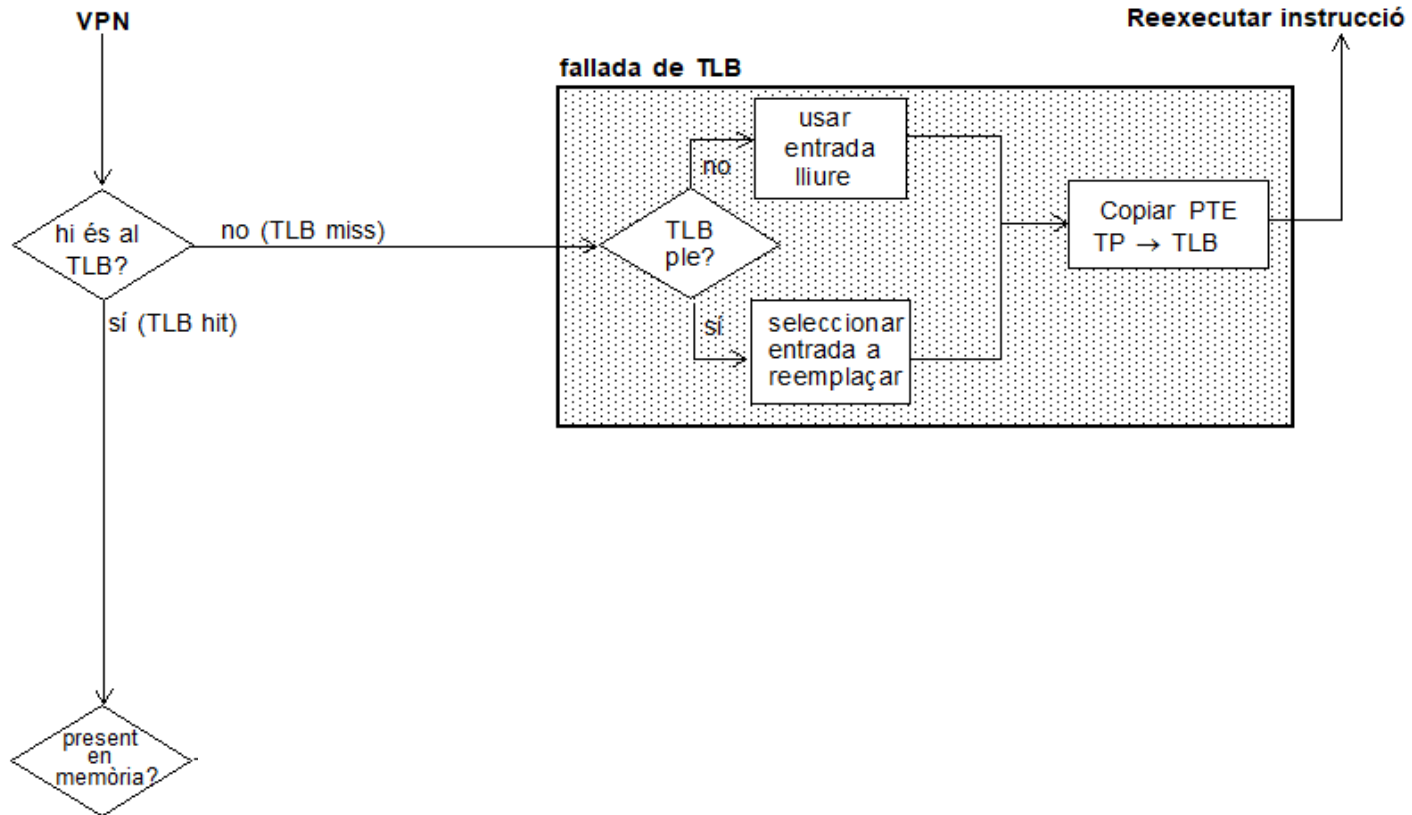 VPN
Reexecutar instrucció
fallada de TLB
usar
entrada
lliure
no
hi és al
TLB?
no (TLB miss)
TLB
ple?
Copiar PTE
TP → TLB
sí (TLB hit)
sí
seleccionar
entrada a
reemplaçar
present
en
memòria?